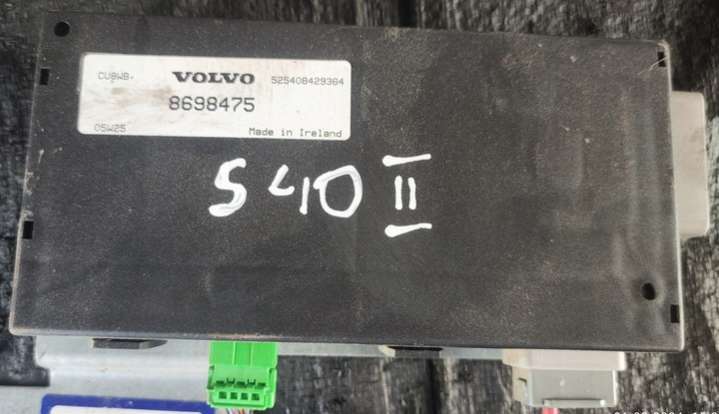 CU9WB-
VOLVO
525408429364
8698475
05W25
Made in Ireland
S40 II